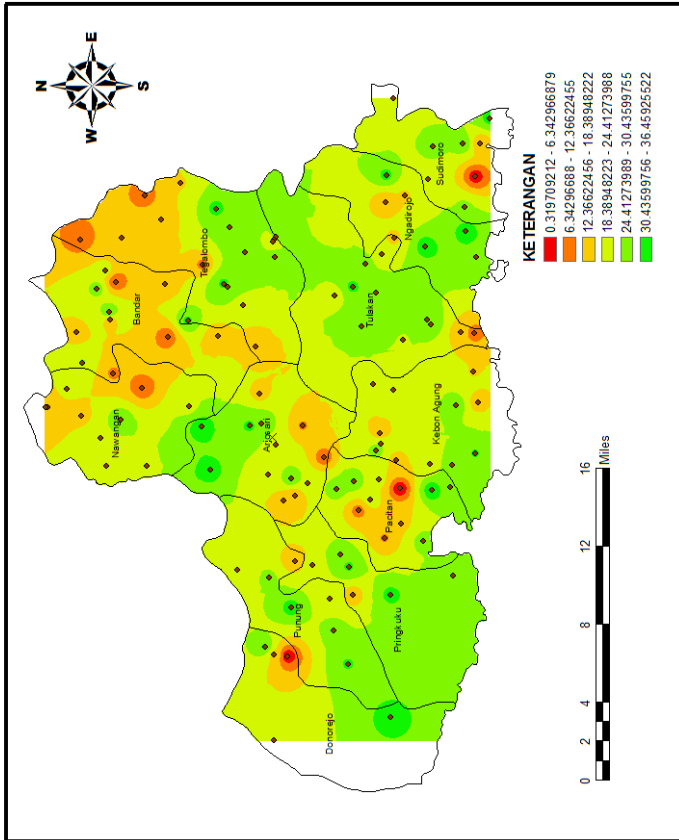 N
W
E
S
Nawangan
Bandar
Tegalombo
Arjosari
Punung
Donorejo
Pringkuku
Pacitan
Kebon Agung
Tulakan
Ngadirojo
Sudimoro
KETERANGAN
0.319709212 - 6.342966879
6.34296688 - 12.36622455
12.36622456 - 18.38948222
18.38948223 - 24.41273988
24.41273989 - 30.43599755
30.43599756 - 36.45925522
0 2 4 8 12 16
Miles